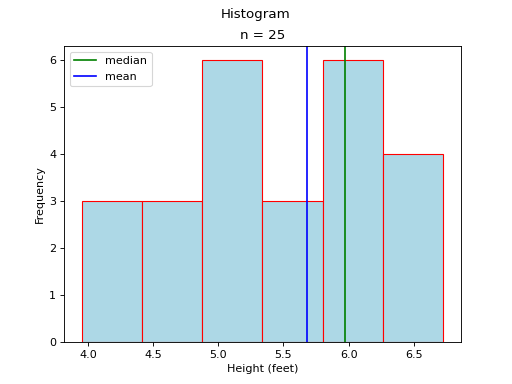 Histogram
n = 25
median
mean
Frequency
6
5
4
3
2
1
0
4.0 4.5 5.0 5.5 6.0 6.5
Height (feet)